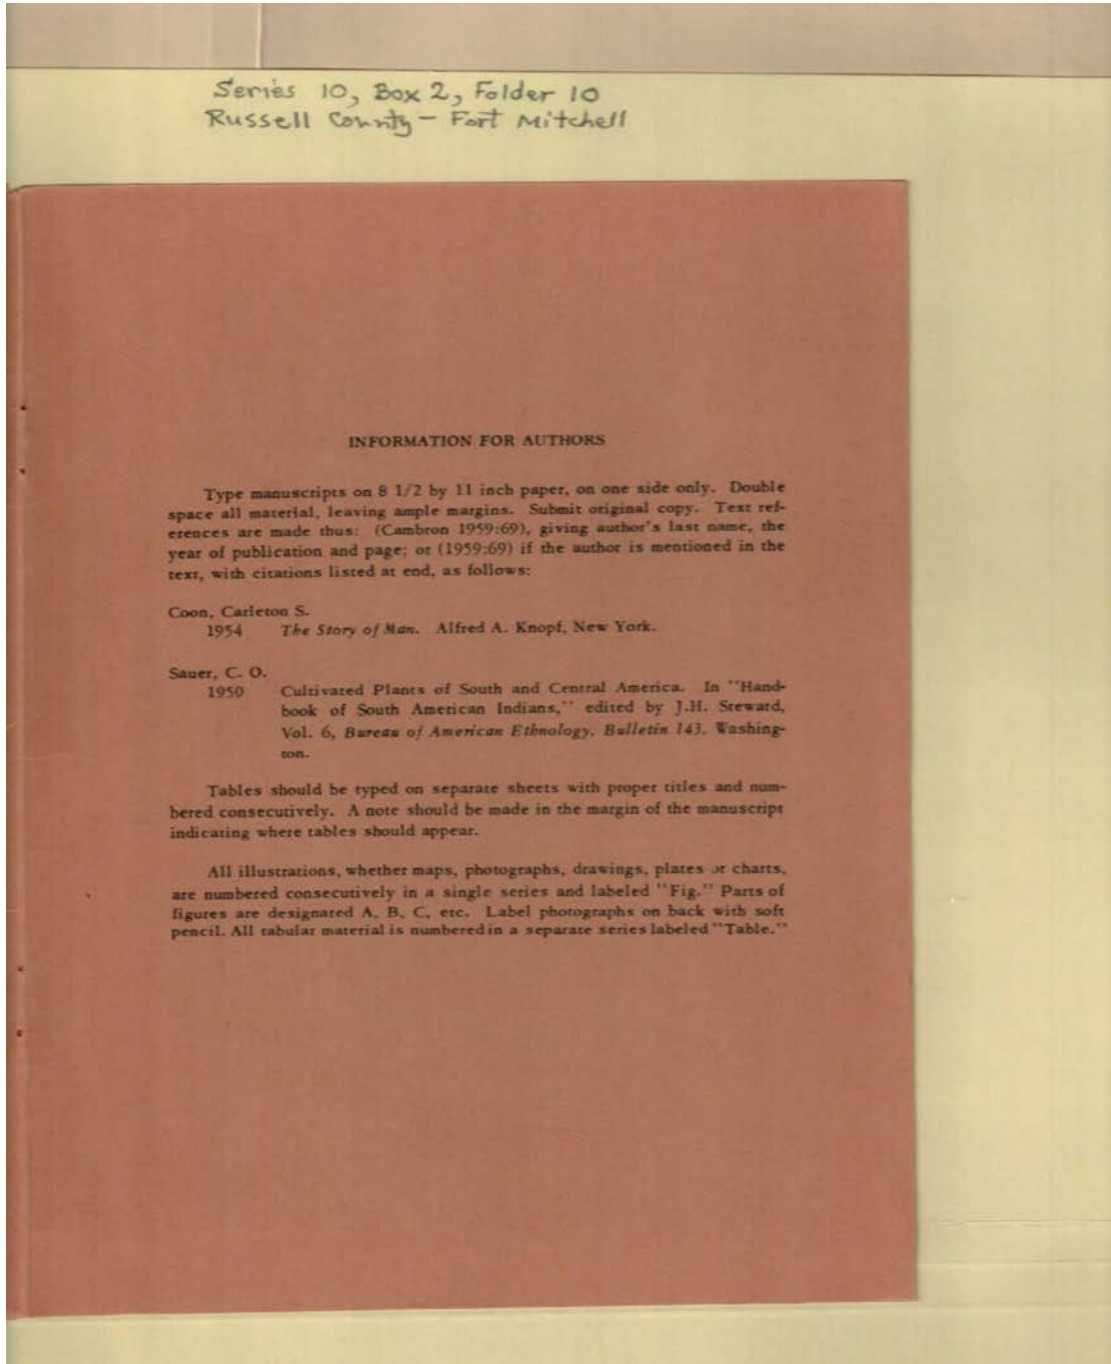 Series 10, Box 2, Folder 10
Russell County - Fort Mitchell
INFORMATION FOR AUTHORS
Type manuscripts on 8 1/2 by 11 inch paper, on one side only. Double
space all material, leaving ample margins. Submit original copy. Text ref-
erences are made thus: (Cambron 1959:69), giving author's last name, the
year of publication and page; or (1959:69) if the author is mentioned in the
text, with citations listed at end, as follows:
Coon, Carleton S.
1954 The Story of Man. Alfred A. Knopf, New York.
Sauer, C. O.
1950 Cultivated Plants of South and Central America. In "Hand-
book of South American Indians," edited by J.H. Steward,
Vol. 6, Bureau of American Ethnology, Bulletin 143, Washing-
ton.
Tables should be typed on separate sheets with proper titles and num-
bered consecutively. A note should be made in the margin of the manuscript
indicating where tables should appear.
All illustrations, whether maps, photographs, drawings, plates or charts,
are numbered consecutively in a single series and labeled "Fig." Parts of
figures are designated A, B, C, etc. Label photographs on back with soft
pencil. All tabular material is numbered in a separate series labeled "Table."